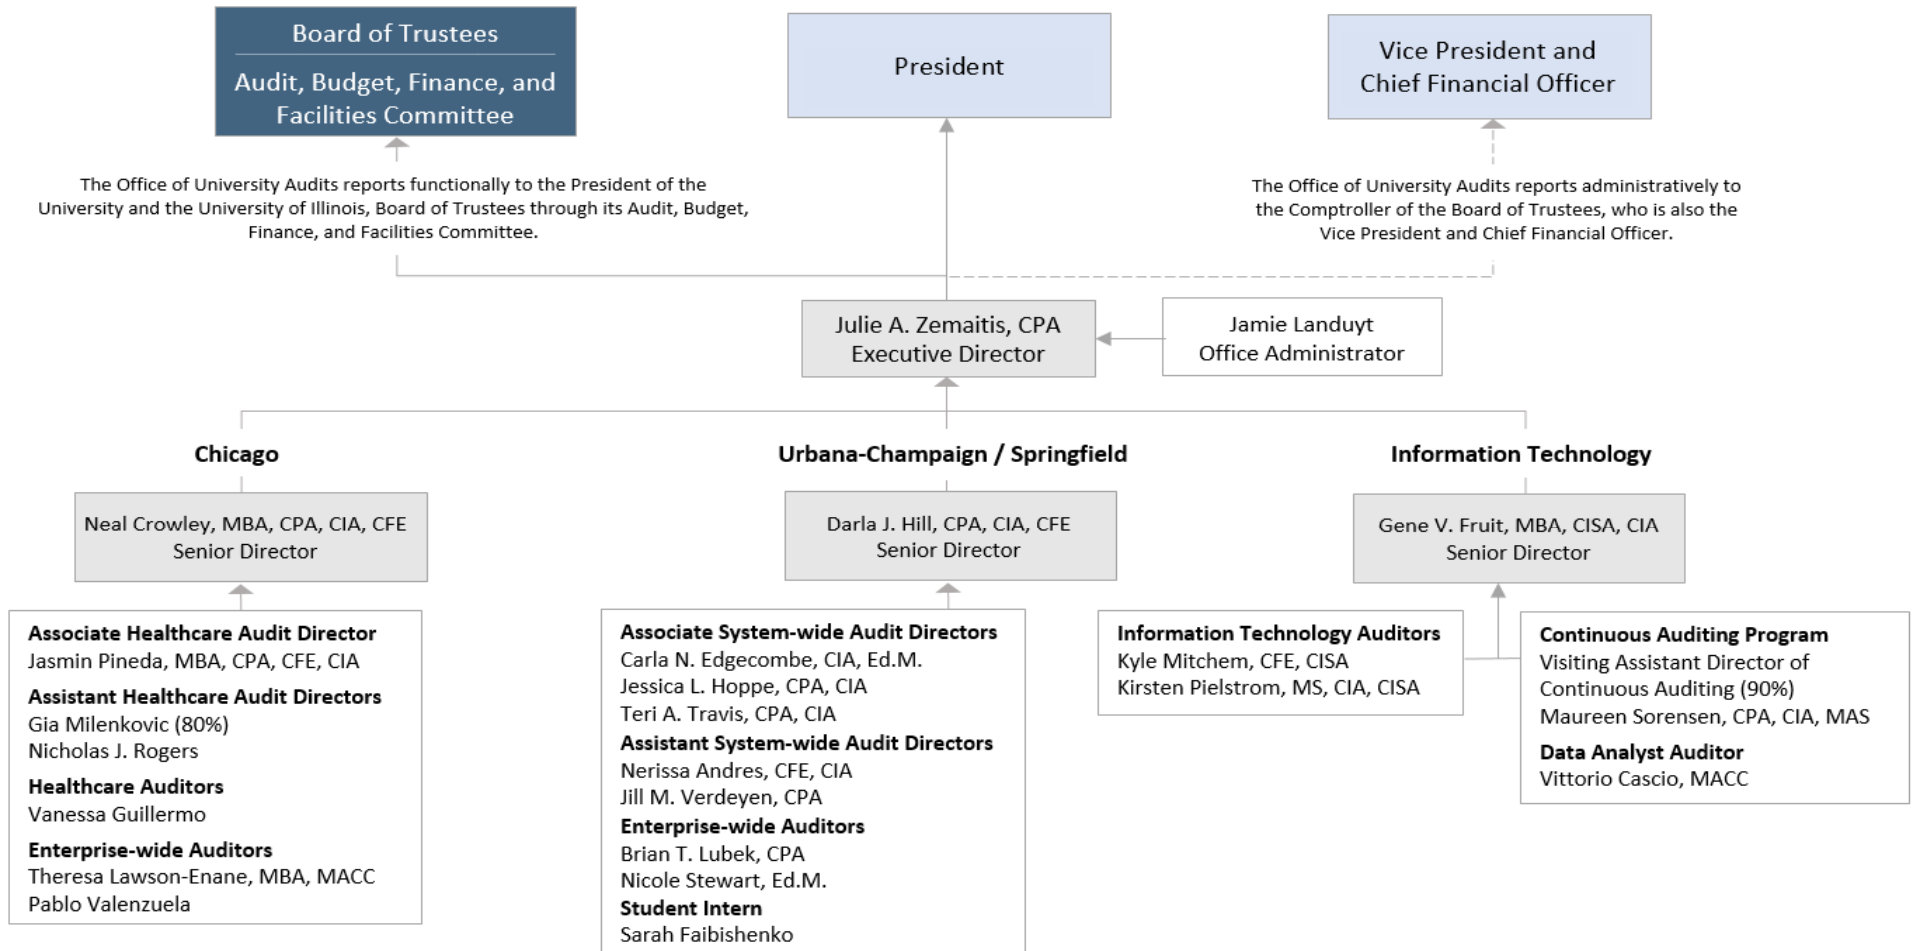 Board of Trustees
Audit, Budget, Finance, and
Facilities Committee
President
Vice President and
Chief Financial Officer
The Office of University Audits reports functionally to the President of the
University and the University of Illinois, Board of Trustees through its Audit, Budget,
Finance, and Facilities Committee.
The Office of University Audits reports administratively to
the Comptroller of the Board of Trustees, who is also the
Vice President and Chief Financial Officer.
Julie A. Zemaitis, CPA
Executive Director
Jamie Landuyt
Office Administrator
Chicago
Neal Crowley, MBA, CPA, CIA, CFE
Senior Director
Associate Healthcare Audit Director
Jasmin Pineda, MBA, CPA, CFE, CIA
Assistant Healthcare Audit Directors
Gia Milenkovic (80%)
Nicholas J. Rogers
Healthcare Auditors
Vanessa Guillermo
Enterprise-wide Auditors
Theresa Lawson-Enane, MBA, MACC
Pablo Valenzuela
Urbana-Champaign / Springfield
Darla J. Hill, CPA, CIA, CFE
Senior Director
Associate System-wide Audit Directors
Carla N. Edgecombe, CIA, Ed.M.
Jessica L. Hoppe, CPA, CIA
Teri A. Travis, CPA, CIA
Assistant System-wide Audit Directors
Nerissa Andres, CFE, CIA
Jill M. Verdeyen, CPA
Enterprise-wide Auditors
Brian T. Lubek, CPA
Nicole Stewart, Ed.M.
Student Intern
Sarah Faibishenko
Information Technology
Gene V. Fruit, MBA, CISA, CIA
Senior Director
Information Technology Auditors
Kyle Mitchem, CFE, CISA
Kirsten Pielstrom, MS, CIA, CISA
Continuous Auditing Program
Visiting Assistant Director of
Continuous Auditing (90%)
Maureen Sorensen, CPA, CIA, MAS
Data Analyst Auditor
Vittorio Cascio, MACC